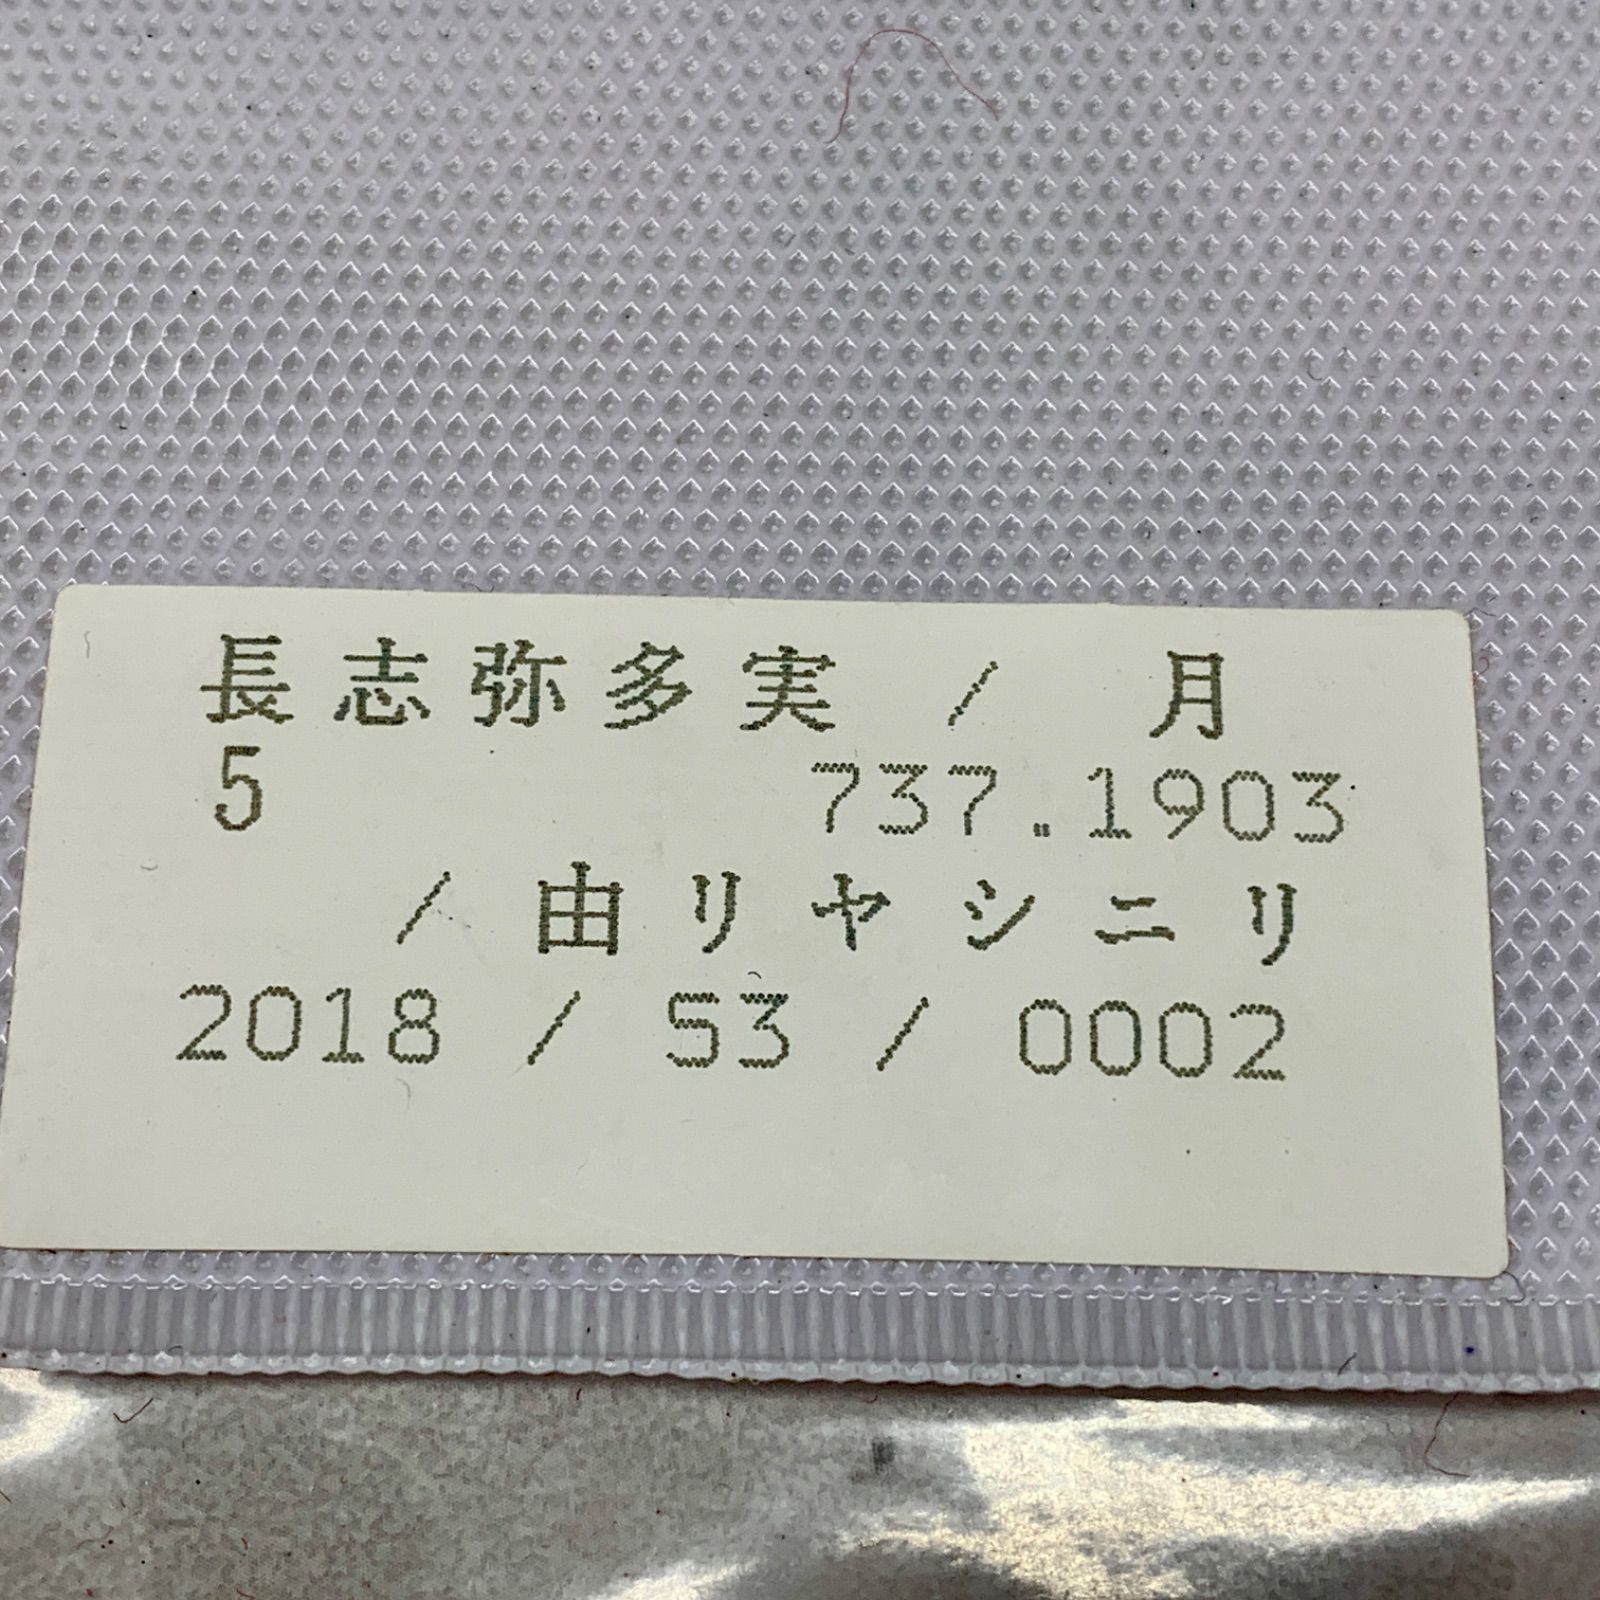 長志弥多実 / 月
5 737.1903
/ 由リヤシニリ
2018 / 53 / 0002